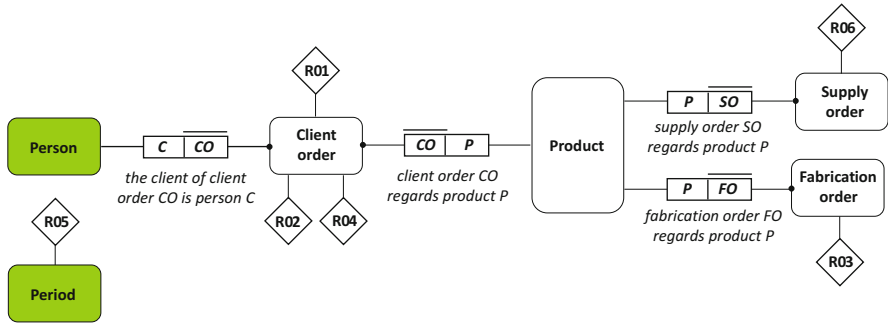 R01
R06
Person
C CO
Client
order
CO P
Product
P SO
Supply
order
the client of client
order CO is person C
client order CO
regards product P
supply order SO
regards product P
R05
R02
R04
P FO
Fabrication
order
fabrication order FO
regards product P
Period
R03